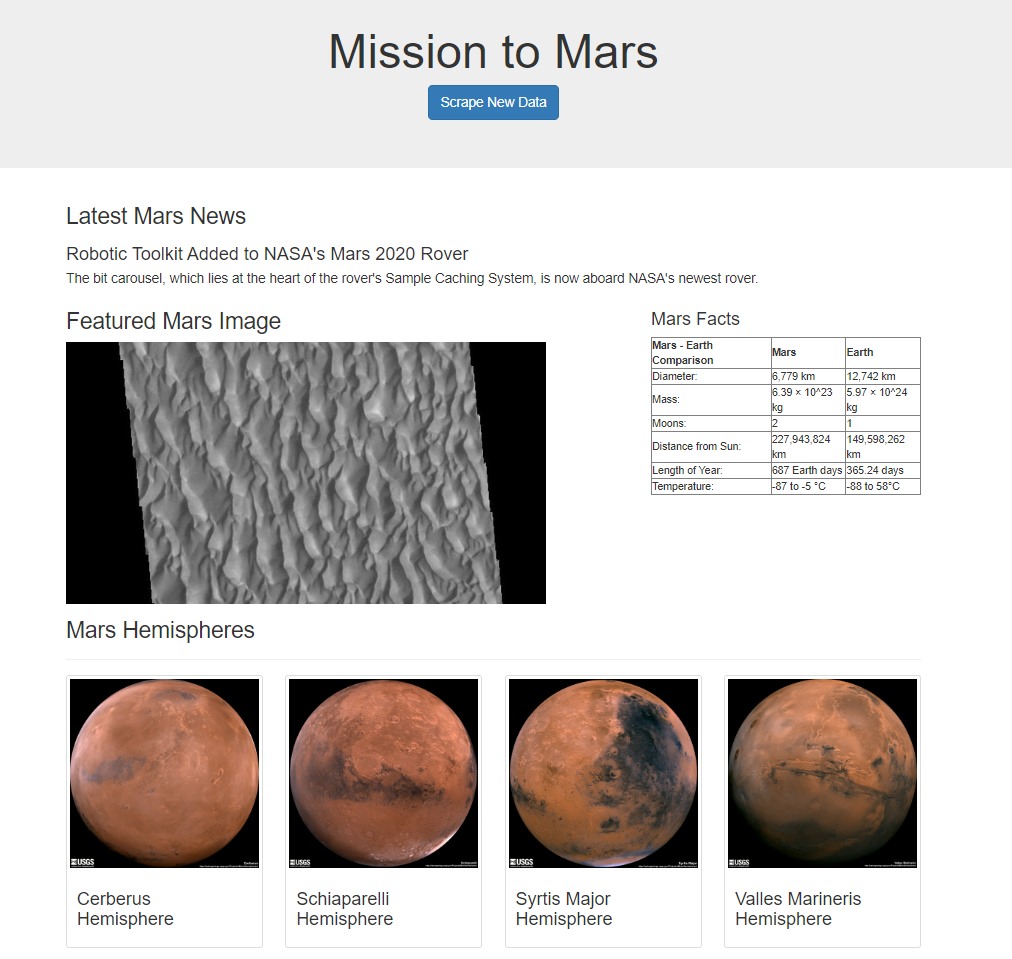 Mission to Mars
Scrape New Data
Latest Mars News
Robotic Toolkit Added to NASA's Mars 2020 Rover
The bit carousel, which lies at the heart of the rover's Sample Caching System, is now aboard NASA's newest rover.
Featured Mars Image
Mars Facts
Mars - Earth
Comparison
Mars
Earth
Diameter:
6,779 km
12,742 km
Mass:
6.39 × 10^23
kg
5.97 × 10^24
kg
Moons:
2
1
Distance from Sun:
227,943,824
km
149,598,262
km
Length of Year:
687 Earth days
365.24 days
Temperature:
-87 to -5 °C
-88 to 58°C
Mars Hemispheres
USGS
Cerberus
USGS
USGS
Syrtis Major
USGS
Cerberus
Hemisphere
Schiaparelli
Hemisphere
Syrtis Major
Hemisphere
Valles Marineris
Hemisphere